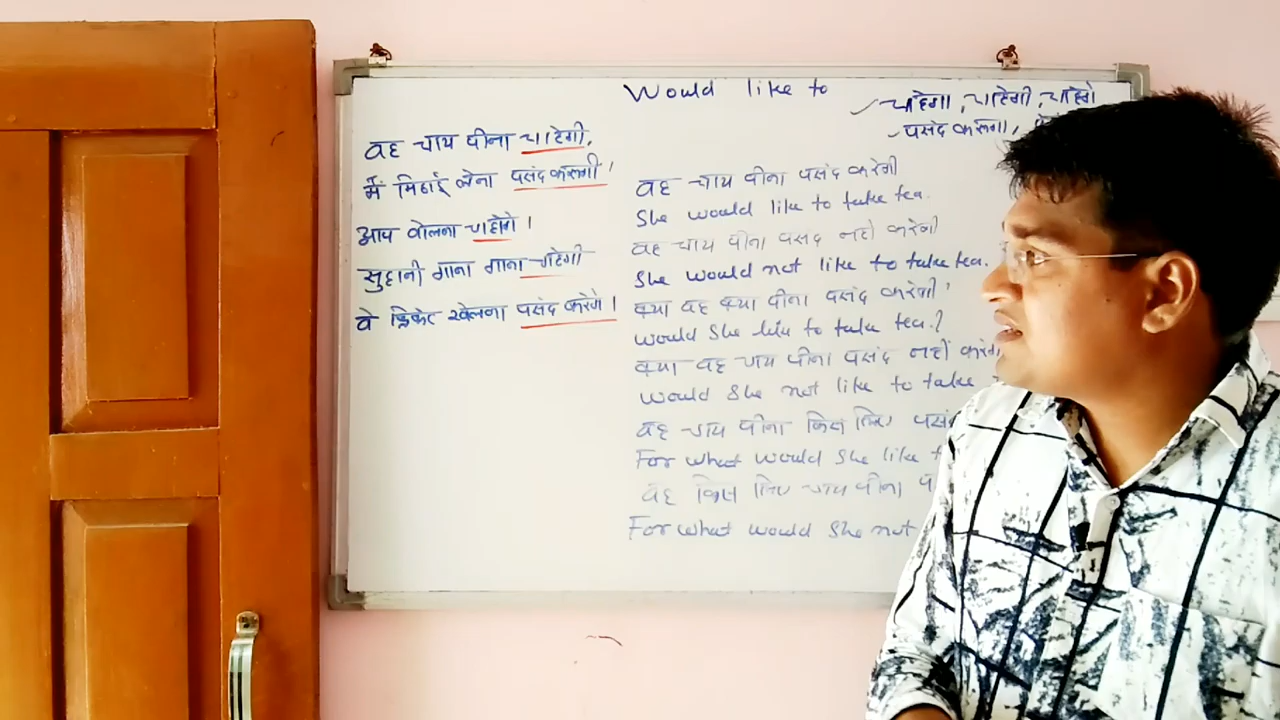 Would like to
चाहेगा, चाहेगी, चाहेंगे
पसंद करूंगा,
वह चाय पीना चाहेगी,
मैं मिठाई लेना पसंद करूंगी।
आप बोलना चाहोगे।
सुहानी गाना गाना चाहेगी
वे क्रिकेट खेलना पसंद करेंगे।
वह चाय पीना पसंद करेगी
She would like to take tea.
वह चाय पीना पसंद नहीं करेगी
She would not like to take tea.
क्या वह क्या पीना पसंद करेगी।
Would She like to take tea?
क्या वह चाय पीना पसंद नहीं करेगी
Would She not like to take
वह चाय पीना किस लिए पसंद
For what would She like
वह किस लिए चाय पीना
For what would She not